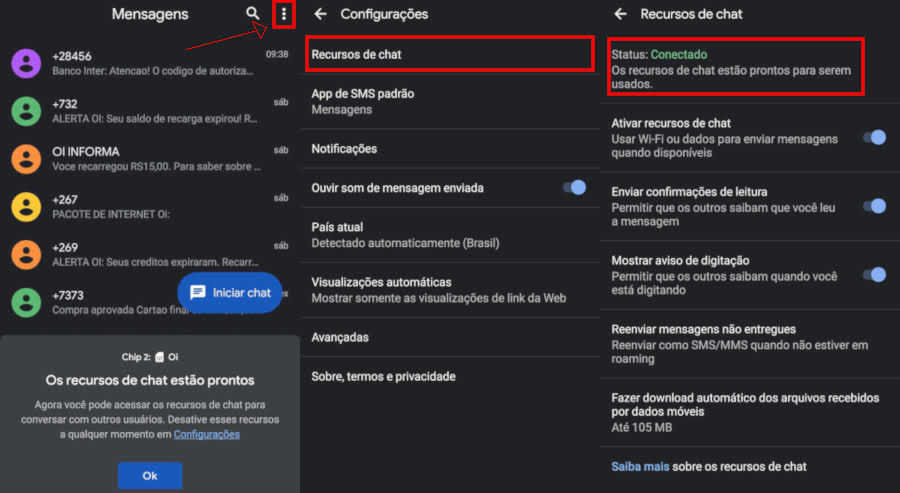 Mensagens
+28456
09:38
Banco Inter: Atencao! O codigo de autoriza...
+732
sáb
ALERTA OI: Seu saldo de recarga expirou! R...
OI INFORMA
sáb
Voce recarregou RS15,00. Para saber sobre ...
+267
sáb
PACOTE DE INTERNET OI:
+269
sáb
ALERTA OI: Seus creditos expiraram. Recarr...
+7373
Compra aprovada Cartao final
Iniciar chat
Chip 2: Oi
Os recursos de chat estão prontos
Agora você pode acessar os recursos de chat para
conversar com outros usuários. Desative esses recursos
a qualquer momento em Configurações
Ok
Configurações
Recursos de chat
App de SMS padrão
Mensagens
Notificações
Ouvir som de mensagem enviada
País atual
Detectado automaticamente (Brasil)
Visualizações automáticas
Mostrar somente as visualizações de link da Web
Avançadas
Sobre, termos e privacidade
Recursos de chat
Status: Conectado
Os recursos de chat estão prontos para serem
usados.
Ativar recursos de chat
Usar Wi-Fi ou dados para enviar mensagens
quando disponíveis
Enviar confirmações de leitura
Permitir que os outros saibam que você leu
a mensagem
Mostrar aviso de digitação
Permitir que os outros saibam quando você
está digitando
Reenviar mensagens não entregues
Reenviar como SMS/MMS quando não estiver em
roaming
Fazer download automático dos arquivos recebidos
por dados móveis
Até 105 MB
Saiba mais sobre os recursos de chat